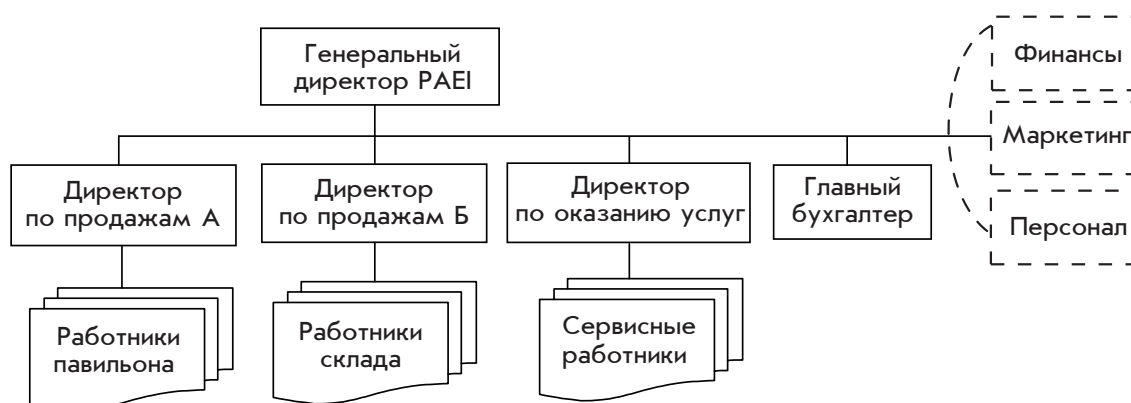 Генеральный
директор PAEI
Финансы
Маркетинг
Персонал
Директор
по продажам А
Директор
по продажам Б
Директор
по оказанию услуг
Главный
бухгалтер
Работники
павильона
Работники
склада
Сервисные
работники